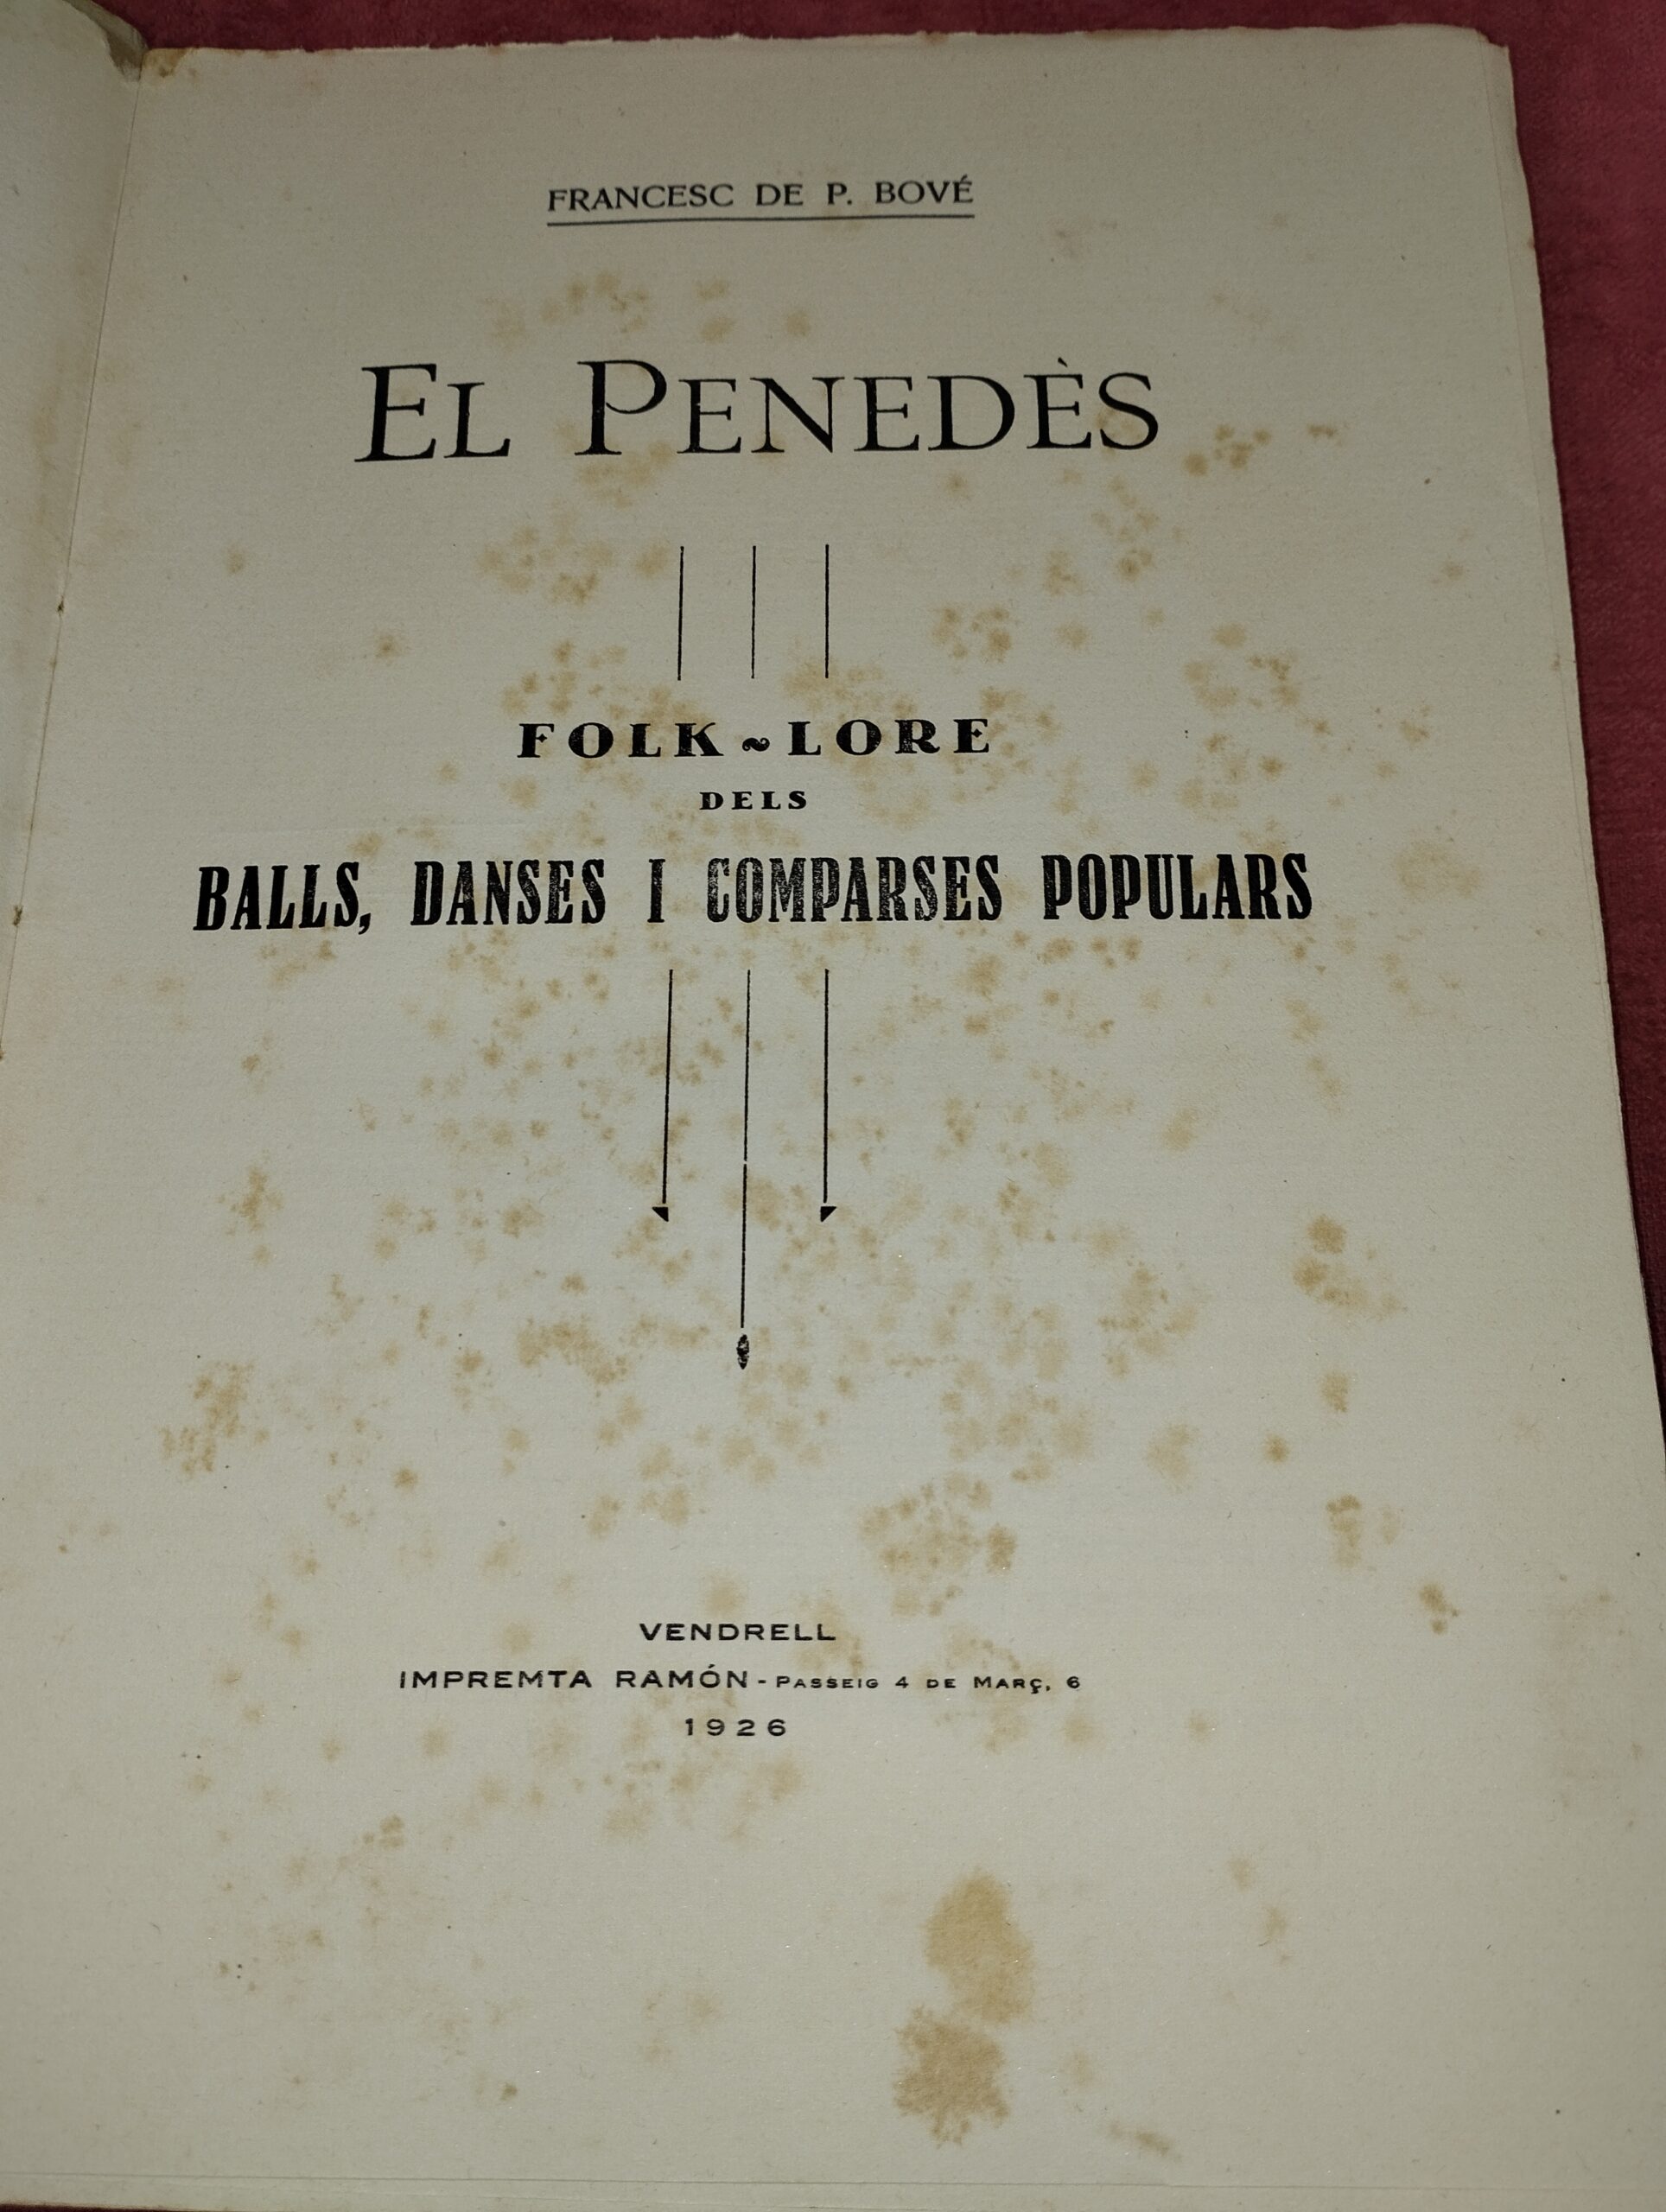 FRANCESC DE P. BOVÉ
EL PENEDÈS
FOLK~LORE
DELS
BALLS, DANSES I COMPARSES POPULARS
VENDRELL
IMPREMTA RAMÓN - PASSEIG 4 DE MARÇ, 6
1926